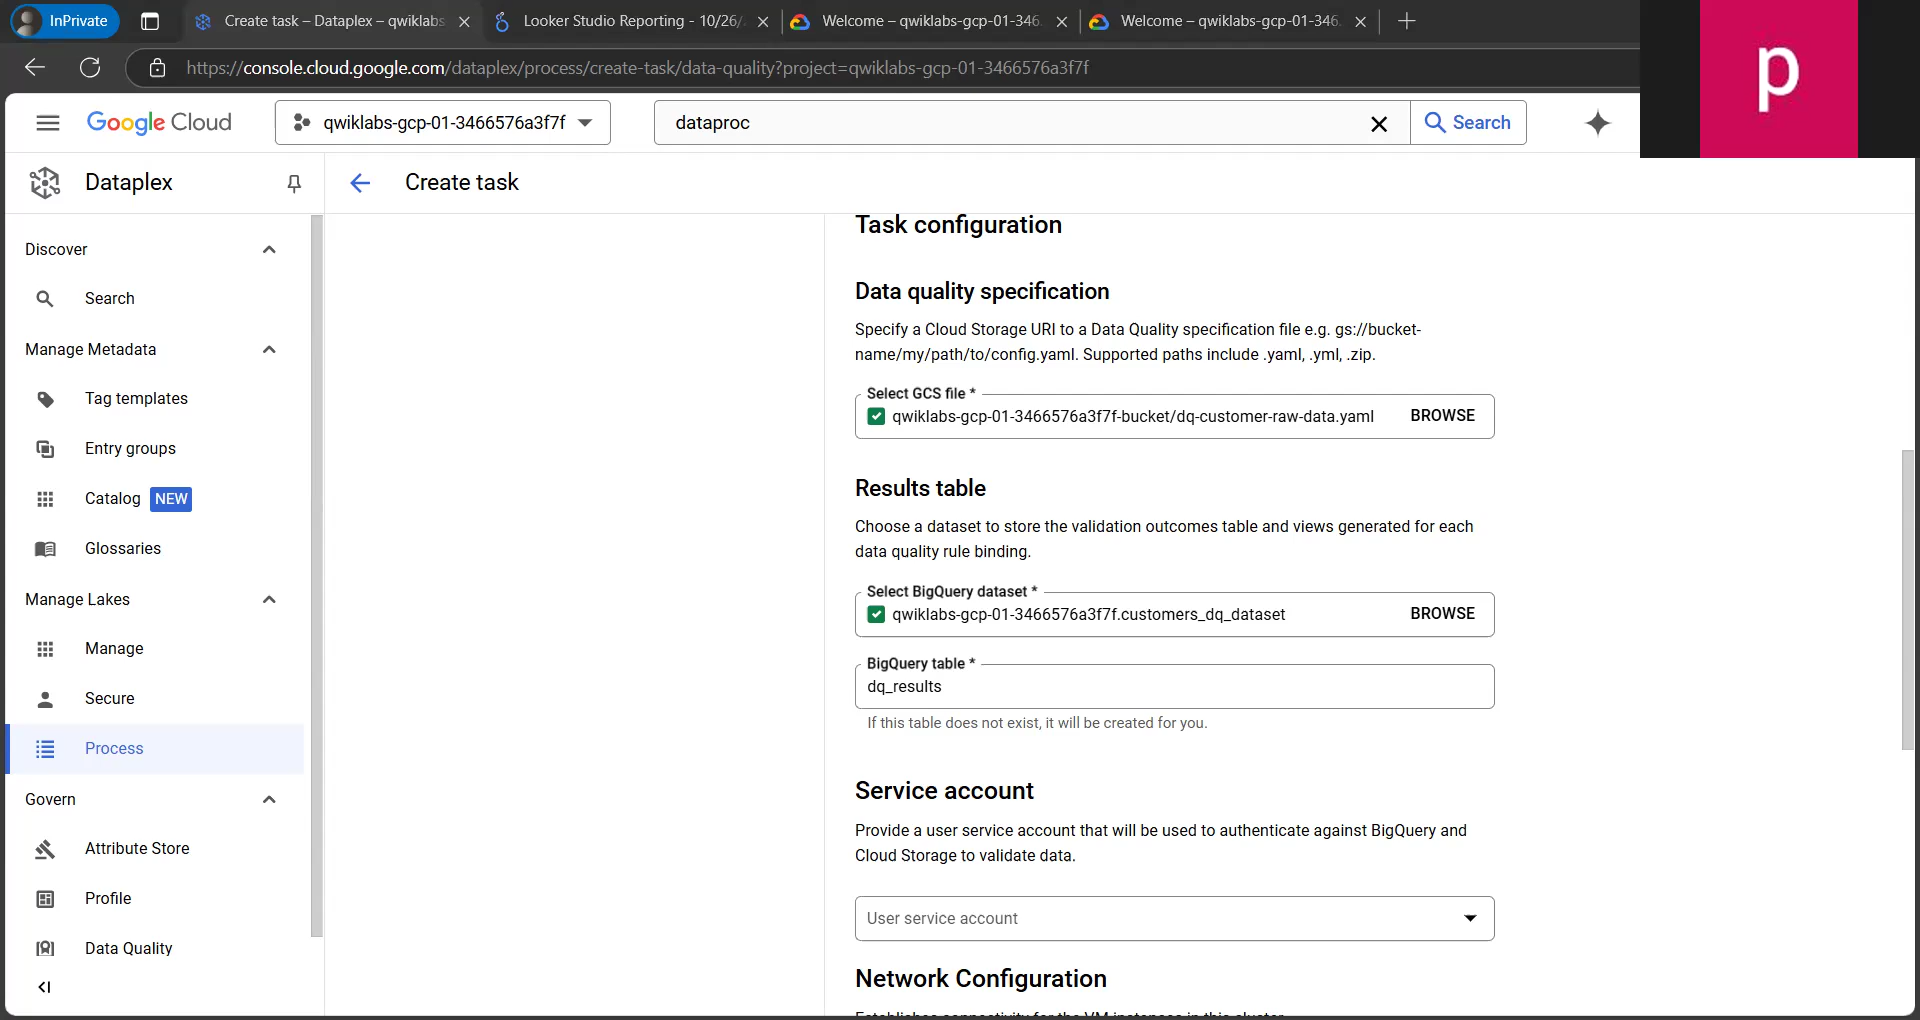 InPrivate
Create task – Dataplex – qwiklabs
Looker Studio Reporting - 10/26/
Welcome – qwiklabs-gcp-01-346
Welcome – qwiklabs-gcp-01-346
https://console.cloud.google.com/dataplex/process/create-task/data-quality?project=qwiklabs-gcp-01-3466576a3f7f
p
Google Cloud
qwiklabs-gcp-01-3466576a3f7f
dataproc
Search
Dataplex
Create task
Discover
Search
Manage Metadata
Tag templates
Entry groups
Catalog NEW
Glossaries
Manage Lakes
Manage
Secure
Process
Govern
Attribute Store
Profile
Data Quality
Task configuration
Data quality specification
Specify a Cloud Storage URI to a Data Quality specification file e.g. gs://bucket-
name/my/path/to/config.yaml. Supported paths include .yaml, .yml, .zip.
Select GCS file *
qwiklabs-gcp-01-3466576a3f7f-bucket/dq-customer-raw-data.yaml
BROWSE
Results table
Choose a dataset to store the validation outcomes table and views generated for each
data quality rule binding.
Select BigQuery dataset *
qwiklabs-gcp-01-3466576a3f7f.customers_dq_dataset
BROWSE
BigQuery table *
dq_results
If this table does not exist, it will be created for you.
Service account
Provide a user service account that will be used to authenticate against BigQuery and
Cloud Storage to validate data.
User service account
Network Configuration
Establishes connectivity for the VM instances in this cluster